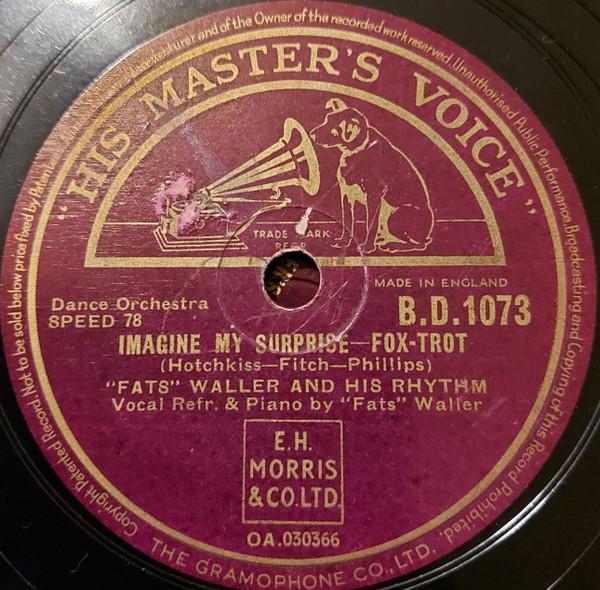 Manufacturer and of the Owner of the recorded work reserved. Unauthorised Public Performance, Broadcasting and Copying of this Record Prohibited.
Copyright Patented Record Not to be sold below price fixed by
"HIS MASTER'S VOICE"
TRADE MARK
MADE IN ENGLAND
Dance Orchestra
SPEED 78
B.D.1073
IMAGINE MY SURPRISE—FOX-TROT
(Hotchkiss—Fitch—Phillips)
"FATS" WALLER AND HIS RHYTHM
Vocal Refr. & Piano by "Fats" Waller
E.H.
MORRIS
& CO. LTD.
OA.030366
THE GRAMOPHONE CO., LTD.